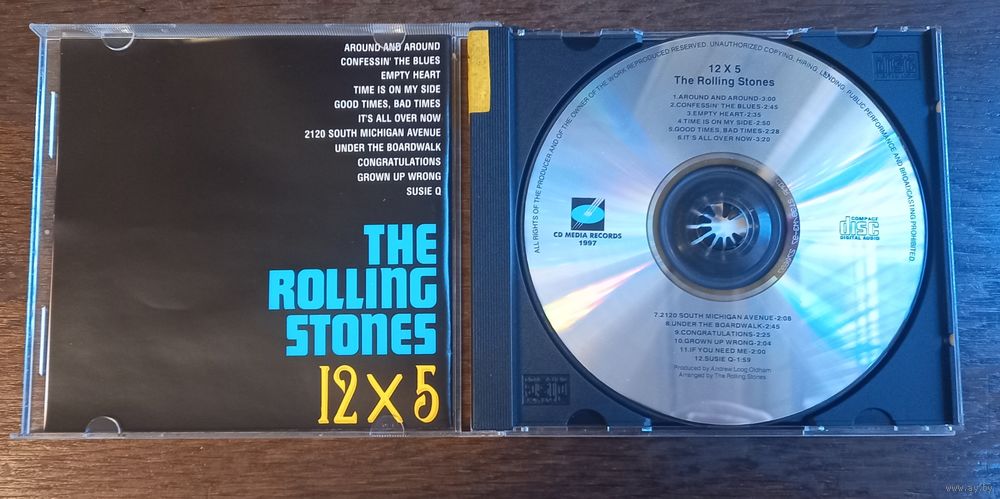 AROUND AND AROUND
CONFESSIN' THE BLUES
EMPTY HEART
TIME IS ON MY SIDE
GOOD TIMES, BAD TIMES
IT'S ALL OVER NOW
2120 SOUTH MICHIGAN AVENUE
UNDER THE BOARDWALK
CONGRATULATIONS
GROWN UP WRONG
SUSIE Q
THE
ROLLING
STONES
12 X 5
ALL RIGHTS OF THE PRODUCER AND OF THE OWNER OF THE WORK REPRODUCED RESERVED. UNAUTHORIZED COPYING, HIRING, LENDING, PUBLIC PERFORMANCE AND BROADCASTING PROHIBITED
12 X 5
The Rolling Stones
1.AROUND AND AROUND-3:00
2.CONFESSIN' THE BLUES-2:45
3.EMPTY HEART-2:35
4.TIME IS ON MY SIDE-2:50
5.GOOD TIMES, BAD TIMES-2:28
6.IT'S ALL OVER NOW-3:20
CD MEDIA RECORDS
1997
COMPACT
disc
DIGITAL AUDIO
7.2120 SOUTH MICHIGAN AVENUE-2:08
8.UNDER THE BOARDWALK-2:45
9.CONGRATULATIONS-2:25
10.GROWN UP WRONG-2:04
11.IF YOU NEED ME-2:00
12.SUSIE Q-1:59
Produced by Andrew Loog Oldham
Arranged by The Rolling Stones
www.ay.by